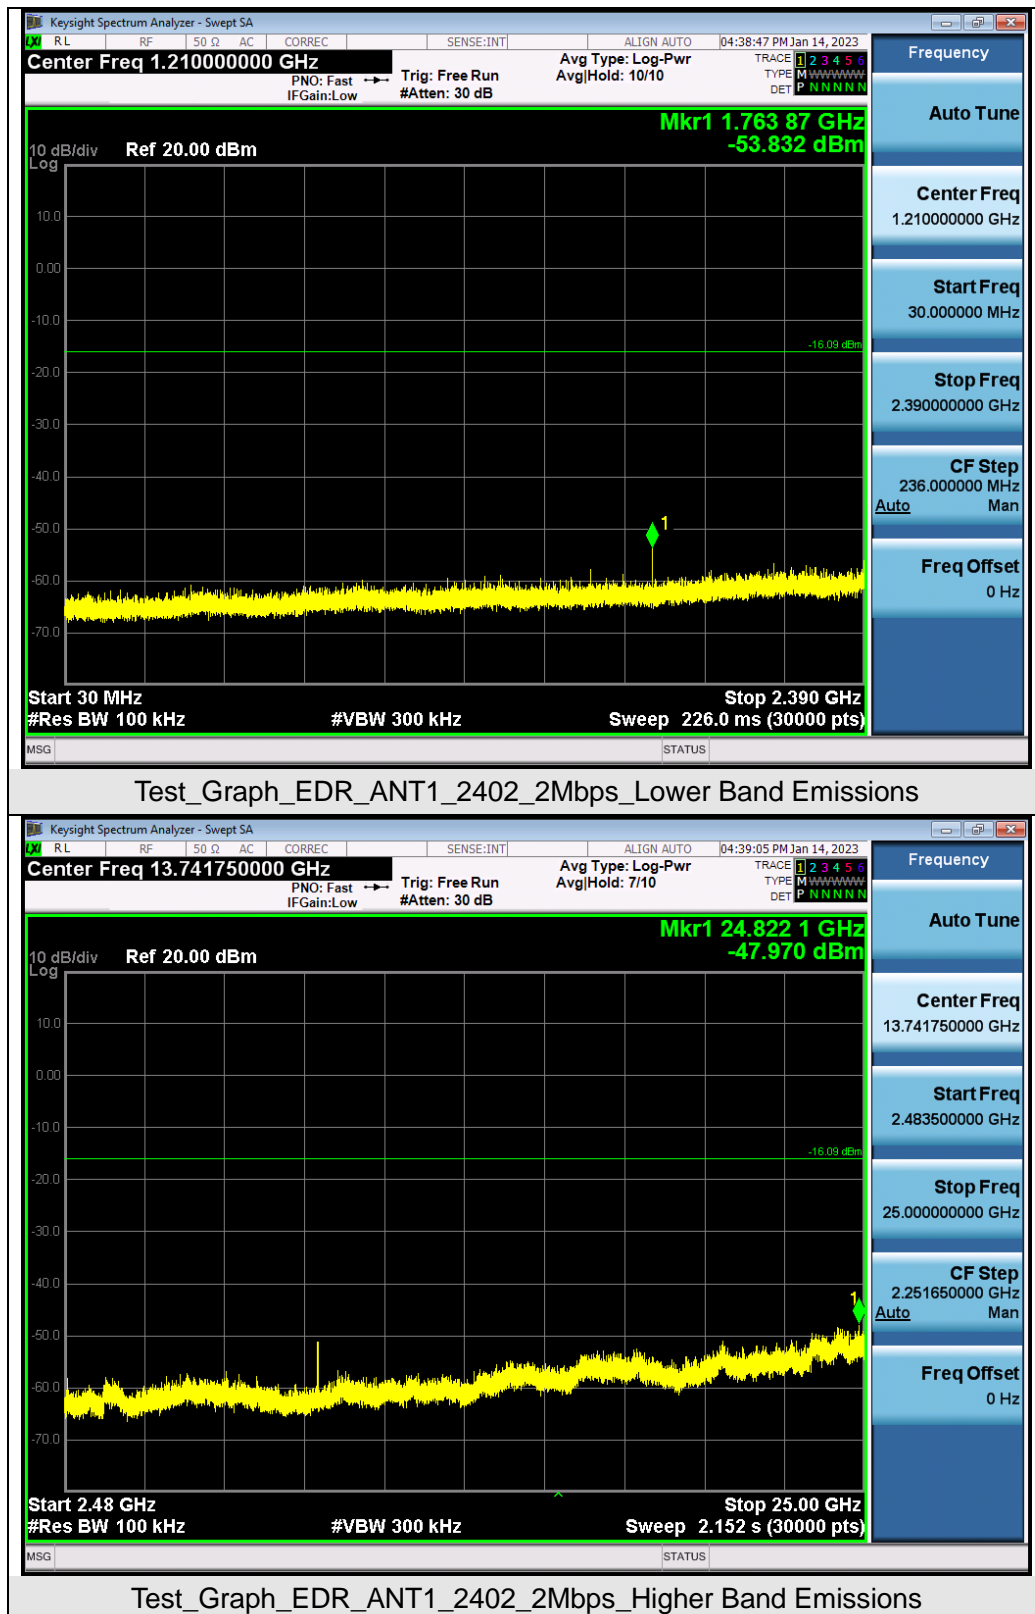 Keysight Spectrum Analyzer - Swept SA
LXI RL RF 50 Ω AC CORREC SENSE:INT ALIGN AUTO 04:38:47 PM Jan 14, 2023
Center Freq 1.210000000 GHz
PNO: Fast
IFGain:Low
Trig: Free Run
#Atten: 30 dB
Avg Type: Log-Pwr
Avg|Hold: 10/10
TRACE 1 2 3 4 5 6
TYPE M WWWWW
DET P N N N N N
Mkr1 1.763 87 GHz
-53.832 dBm
10 dB/div Ref 20.00 dBm
Log
10.0
0.00
-10.0
-16.09 dBm
-20.0
-30.0
-40.0
-50.0
1
-60.0
-70.0
Start 30 MHz Stop 2.390 GHz
#Res BW 100 kHz #VBW 300 kHz Sweep 226.0 ms (30000 pts)
MSG STATUS
Frequency
Auto Tune
Center Freq
1.210000000 GHz
Start Freq
30.000000 MHz
Stop Freq
2.390000000 GHz
CF Step
236.000000 MHz
Auto Man
Freq Offset
0 Hz
Test_Graph_EDR_ANT1_2402_2Mbps_Lower Band Emissions
Keysight Spectrum Analyzer - Swept SA
LXI RL RF 50 Ω AC CORREC SENSE:INT ALIGN AUTO 04:39:05 PM Jan 14, 2023
Center Freq 13.741750000 GHz
PNO: Fast
IFGain:Low
Trig: Free Run
#Atten: 30 dB
Avg Type: Log-Pwr
Avg|Hold: 7/10
TRACE 1 2 3 4 5 6
TYPE M WWWWW
DET P N N N N N
Mkr1 24.822 1 GHz
-47.970 dBm
10 dB/div Ref 20.00 dBm
Log
10.0
0.00
-10.0
-16.09 dBm
-20.0
-30.0
-40.0
1
-50.0
-60.0
-70.0
Start 2.48 GHz Stop 25.00 GHz
#Res BW 100 kHz #VBW 300 kHz Sweep 2.152 s (30000 pts)
MSG STATUS
Frequency
Auto Tune
Center Freq
13.741750000 GHz
Start Freq
2.483500000 GHz
Stop Freq
25.000000000 GHz
CF Step
2.251650000 GHz
Auto Man
Freq Offset
0 Hz
Test_Graph_EDR_ANT1_2402_2Mbps_Higher Band Emissions